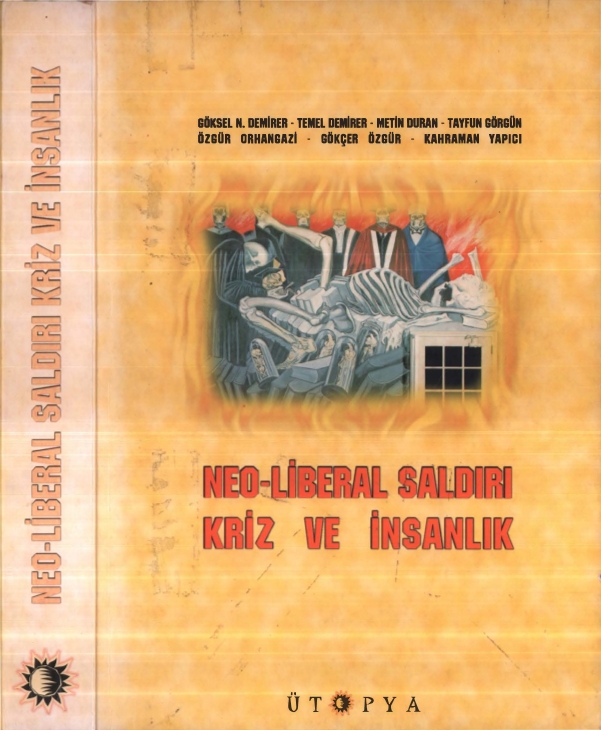 NEO-LİBERAL SALDIRI KRİZ VE İNSANLIK
GÖKSEL N. DEMİRER - TEMEL DEMİRER - METİN DURAN - TAYFUN GÖRGÜN
ÖZGÜR ORHANGAZİ - GÖKÇER ÖZGÜR - KAHRAMAN YAPICI
NEO-LİBERAL SALDIRI
KRİZ VE İNSANLIK
ÜTOPYA